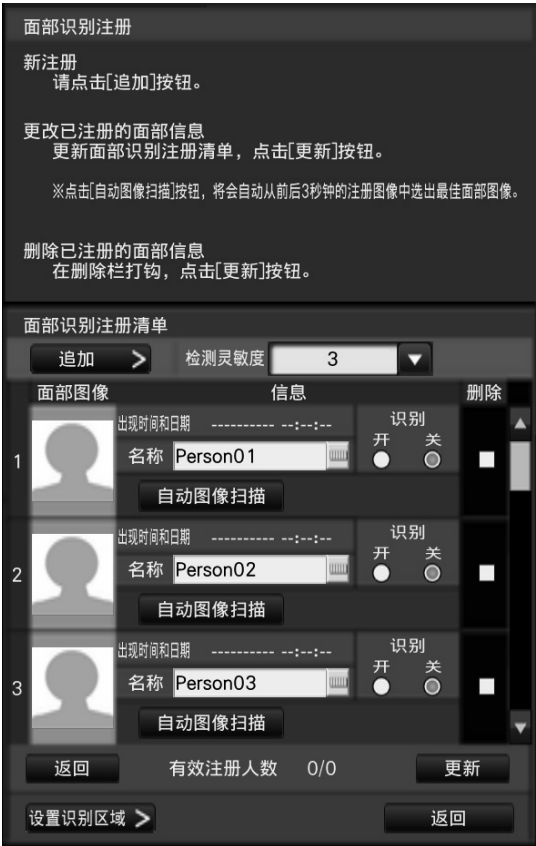 面部识别注册
新注册
请点击[追加]按钮。
更改已注册的面部信息
更新面部识别注册清单，点击[更新]按钮。
※点击[自动图像扫描]按钮，将会自动从前后3秒钟的注册图像中选出最佳面部图像。
删除已注册的面部信息
在删除栏打钩，点击[更新]按钮。
面部识别注册清单
追加 > 检测灵敏度 3
面部图像 信息 删除
出现时间和日期 ---------- --:--:-- 识别
开 关
1 名称 Person01
自动图像扫描
出现时间和日期 ---------- --:--:-- 识别
开 关
2 名称 Person02
自动图像扫描
出现时间和日期 ---------- --:--:-- 识别
开 关
3 名称 Person03
自动图像扫描
返回 有效注册人数 0/0 更新
设置识别区域 > 返回